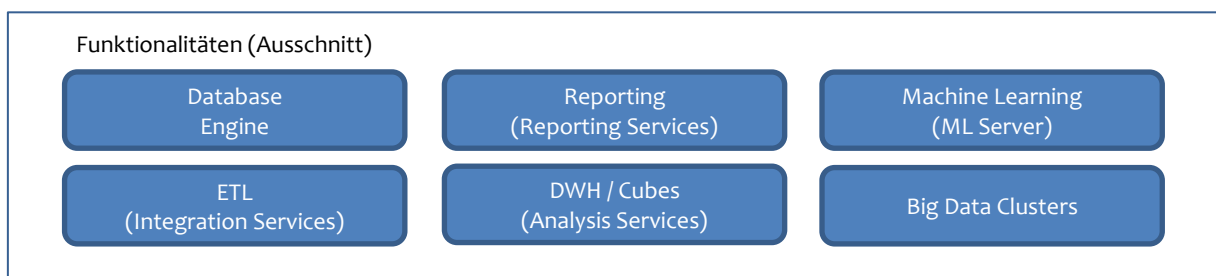 Funktionalitäten (Ausschnitt)
Database
Engine
Reporting
(Reporting Services)
Machine Learning
(ML Server)
ETL
(Integration Services)
DWH / Cubes
(Analysis Services)
Big Data Clusters